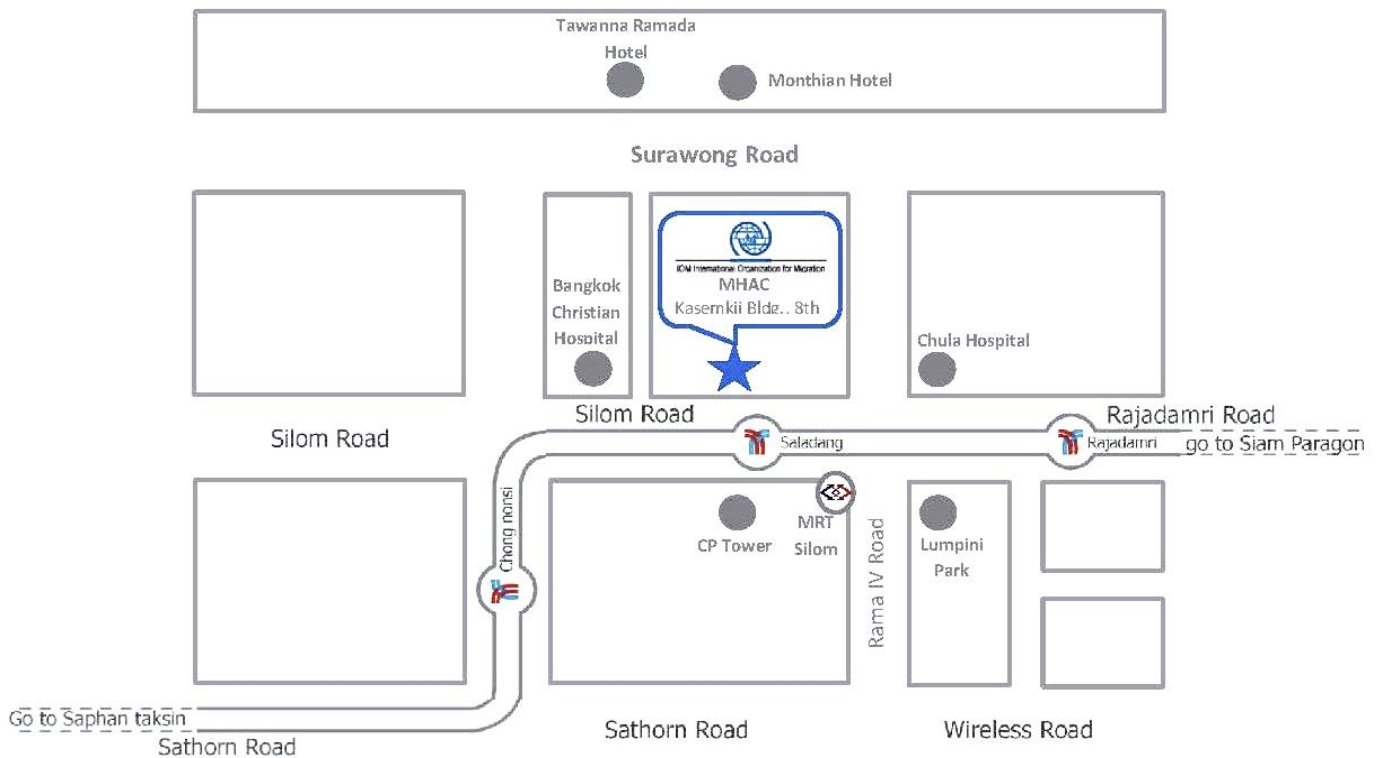 Tawanna Ramada
Hotel
Monthian Hotel
Surawong Road
IOM International Organization for Migration
MHAC
Kasemkii Bldg.. 8th
Bangkok
Christian
Hospital
Chula Hospital
Silom Road
Silom Road
Rajadamri Road
Saladang
Rajadamri
go to Siam Paragon
Chong nonsi
CP Tower
MRT
Silom
Rama IV Road
Lumpini
Park
Go to Saphan taksin
Sathorn Road
Sathorn Road
Wireless Road